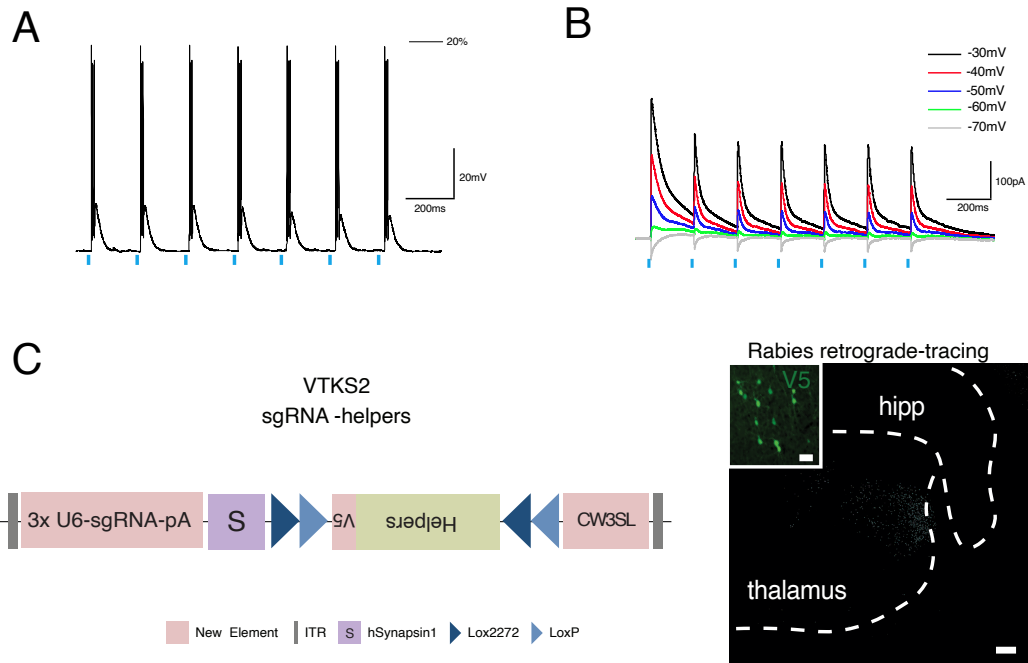 A
20%
20mV
200ms
B
-30mV
-40mV
-50mV
-60mV
-70mV
100pA
200ms
C
VTKS2
sgRNA -helpers
3x U6-sgRNA-pA
S
V5
Helpers
CW3SL
New Element
ITR
S
hSynapsin1
Lox2272
LoxP
Rabies retrograde-tracing
V5
hipp
thalamus